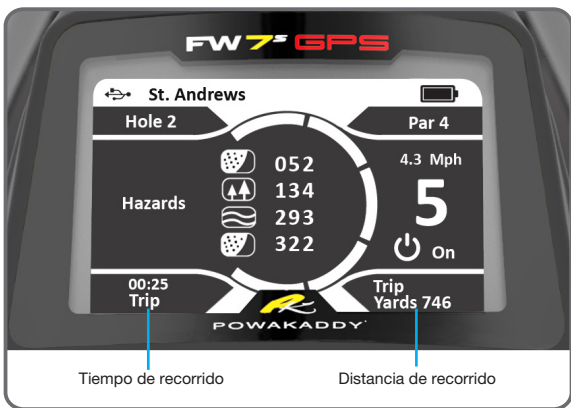 FW7s GPS
St. Andrews
Hole 2
Par 4
Hazards
052
134
293
322
4.3 Mph
5
On
00:25
Trip
Trip
Yards 746
POWAKADDY
Tiempo de recorrido
Distancia de recorrido